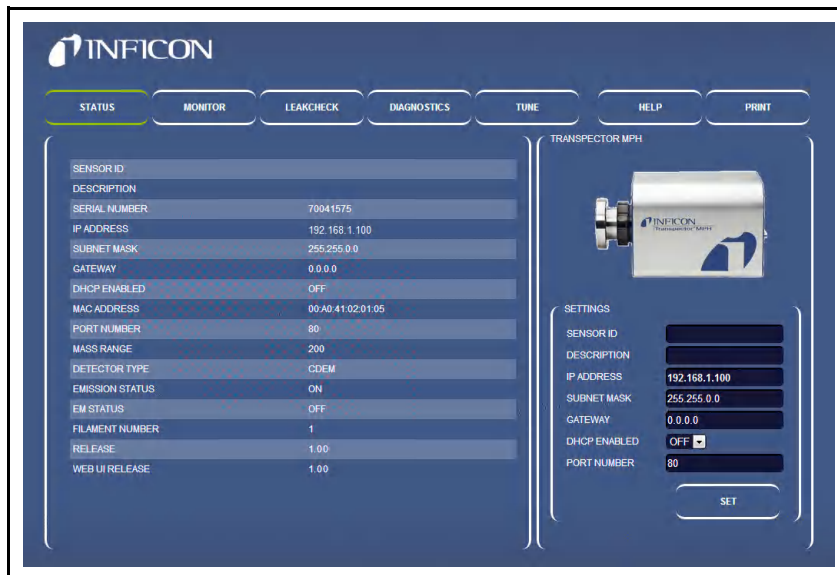 INFICON
STATUS MONITOR LEAKCHECK DIAGNOSTICS TUNE HELP PRINT
SENSOR ID
DESCRIPTION
SERIAL NUMBER 70041575
IP ADDRESS 192.168.1.100
SUBNET MASK 255.255.0.0
GATEWAY 0.0.0.0
DHCP ENABLED OFF
MAC ADDRESS 00:A0:41:02:01:05
PORT NUMBER 80
MASS RANGE 200
DETECTOR TYPE CDEM
EMISSION STATUS ON
EM STATUS OFF
FILAMENT NUMBER 1
RELEASE 1.00
WEB UI RELEASE 1.00
TRANSPECTOR MPH
INFICON
Transpector MPH
SETTINGS
SENSOR ID
DESCRIPTION
IP ADDRESS 192.168.1.100
SUBNET MASK 255.255.0.0
GATEWAY 0.0.0.0
DHCP ENABLED OFF
PORT NUMBER 80
SET